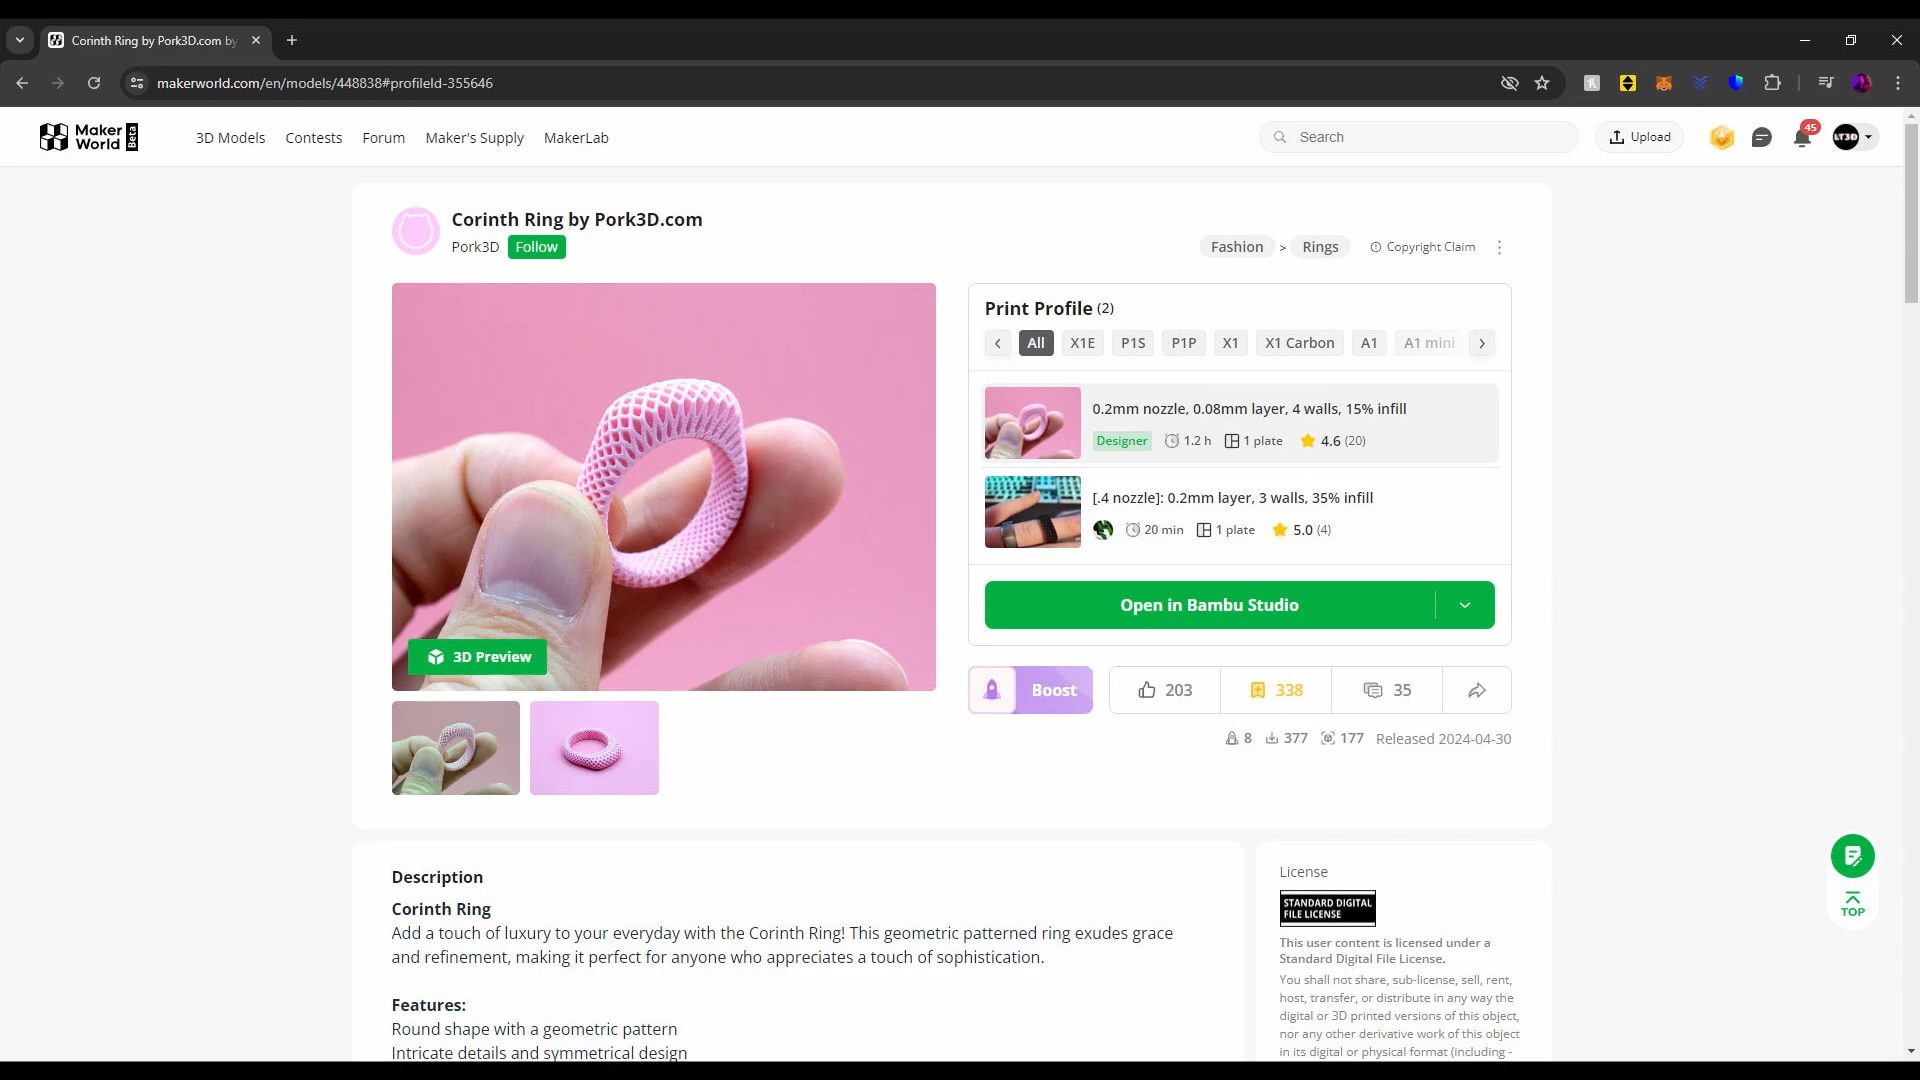 Corinth Ring by Pork3D.com by
makerworld.com/en/models/448838#profileId-355646
Maker
World
Beta
3D Models
Contests
Forum
Maker's Supply
MakerLab
Search
Upload
45
LT3D
Corinth Ring by Pork3D.com
Pork3D
Follow
Fashion > Rings
Copyright Claim
Print Profile (2)
All
X1E
P1S
P1P
X1
X1 Carbon
A1
A1 mini
0.2mm nozzle, 0.08mm layer, 4 walls, 15% infill
Designer 1.2 h 1 plate 4.6 (20)
[.4 nozzle]: 0.2mm layer, 3 walls, 35% infill
20 min 1 plate 5.0 (4)
Open in Bambu Studio
3D Preview
Boost
203
338
35
8 377 177 Released 2024-04-30
Description
Corinth Ring
Add a touch of luxury to your everyday with the Corinth Ring! This geometric patterned ring exudes grace
and refinement, making it perfect for anyone who appreciates a touch of sophistication.
Features:
Round shape with a geometric pattern
Intricate details and symmetrical design
License
STANDARD DIGITAL
FILE LICENSE
This user content is licensed under a
Standard Digital File License.
You shall not share, sub-license, sell, rent,
host, transfer, or distribute in any way the
digital or 3D printed versions of this object,
nor any other derivative work of this object
in its digital or physical format (including -
TOP